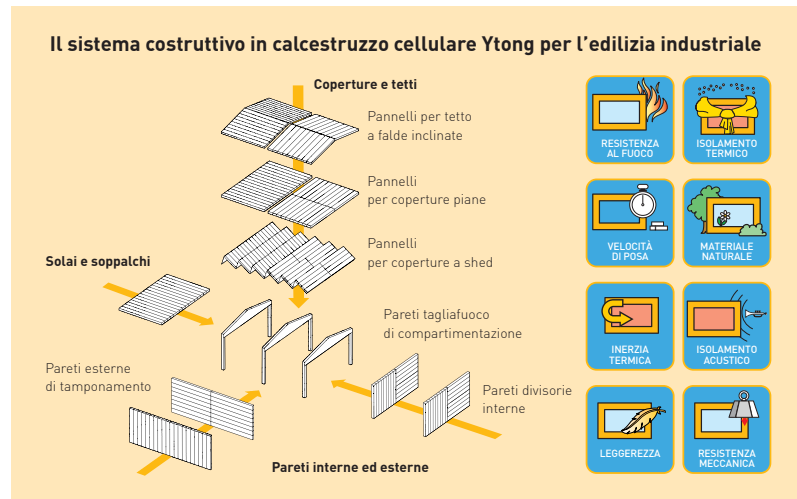 Il sistema costruttivo in calcestruzzo cellulare Ytong per l'edilizia industriale
Coperture e tetti
Pannelli per tetto
a falde inclinate
Pannelli
per coperture piane
Pannelli
per coperture a shed
Solai e soppalchi
Pareti tagliafuoco
di compartimentazione
Pareti esterne
di tamponamento
Pareti divisorie
interne
Pareti interne ed esterne
RESISTENZA
AL FUOCO
ISOLAMENTO
TERMICO
VELOCITÀ
DI POSA
MATERIALE
NATURALE
INERZIA
TERMICA
ISOLAMENTO
ACUSTICO
LEGGEREZZA
RESISTENZA
MECCANICA